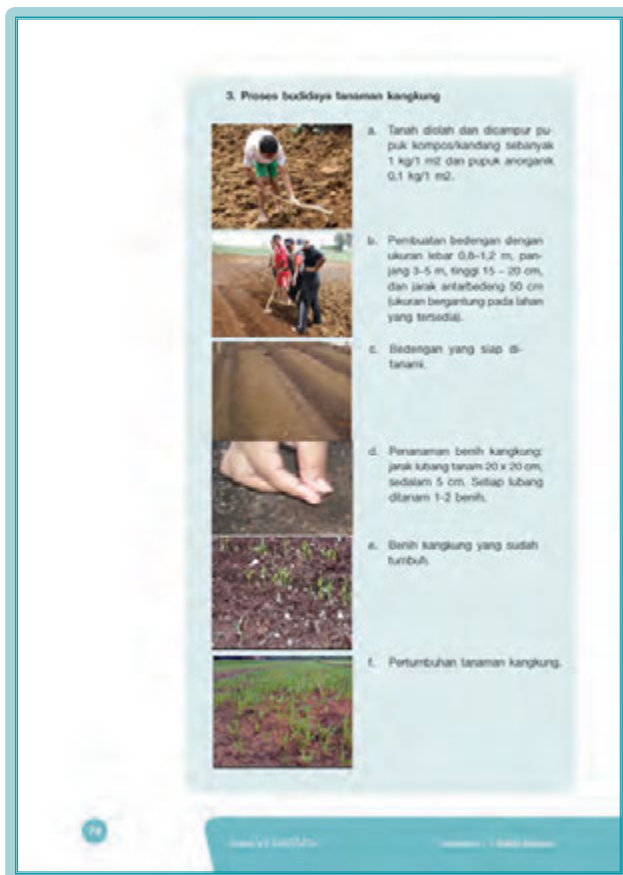 3. Proses budidaya tanaman kangkung
a. Tanah diolah dan dicampur pu-
puk kompos/kandang sebanyak
1 kg/1 m2 dan pupuk anorganik
0,1 kg/1 m2.
b. Pembuatan bedengan dengan
ukuran lebar 0,8–1,2 m, pan-
jang 3–5 m, tinggi 15 – 20 cm,
dan jarak antarbedeng 50 cm
(ukuran bergantung pada lahan
yang tersedia).
c. Bedengan yang siap di-
tanami.
d. Penanaman benih kangkung:
jarak lubang tanam 20 x 20 cm,
sedalam 5 cm. Setiap lubang
ditanam 1-2 benih.
e. Benih kangkung yang sudah
tumbuh.
f. Pertumbuhan tanaman kangkung.